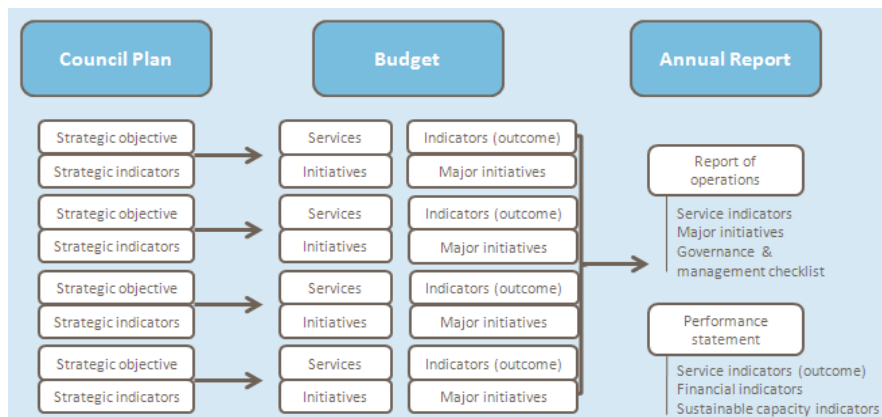 Council Plan
Budget
Annual Report
Strategic objective
Strategic indicators
Services
Initiatives
Indicators (outcome)
Major initiatives
Strategic objective
Strategic indicators
Services
Initiatives
Indicators (outcome)
Major initiatives
Strategic objective
Strategic indicators
Services
Initiatives
Indicators (outcome)
Major initiatives
Strategic objective
Strategic indicators
Services
Initiatives
Indicators (outcome)
Major initiatives
Report of
operations
Service indicators
Major initiatives
Governance &
management checklist
Performance
statement
Service indicators (outcome)
Financial indicators
Sustainable capacity indicators